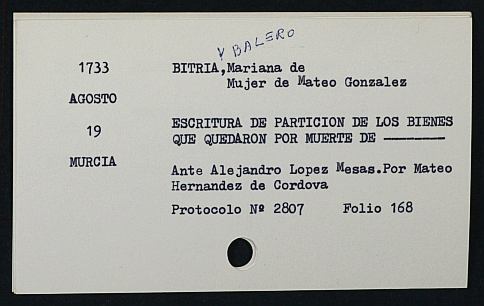 Y BALERO
1733 BITRIA,Mariana de
Mujer de Mateo Gonzalez
AGOSTO
ESCRITURA DE PARTICION DE LOS BIENES
19 QUE QUEDARON POR MUERTE DE ————
MURCIA
Ante Alejandro Lopez Mesas.Por Mateo
Hernandez de Cordova
Protocolo Nº 2807 Folio 168